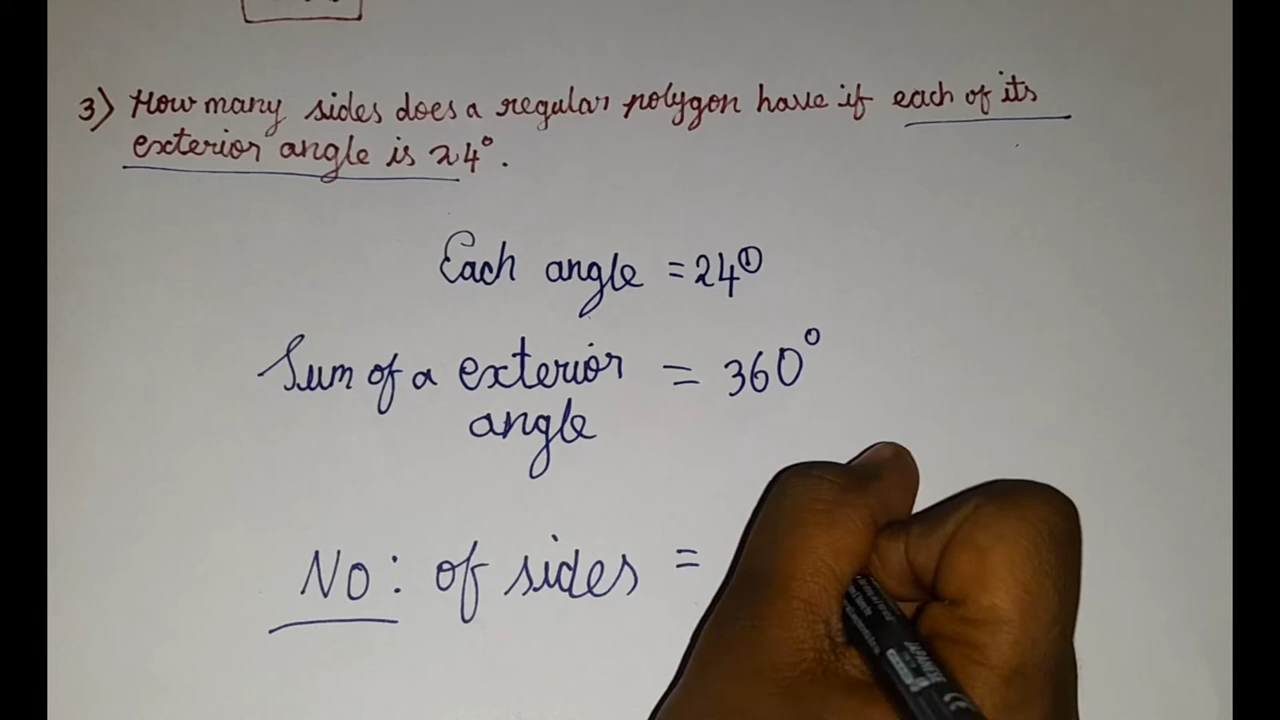 3) How many sides does a regular polygon have if each of its
exterior angle is 24°.
Each angle = 24°
Sum of a exterior = 360°
angle
No: of sides =